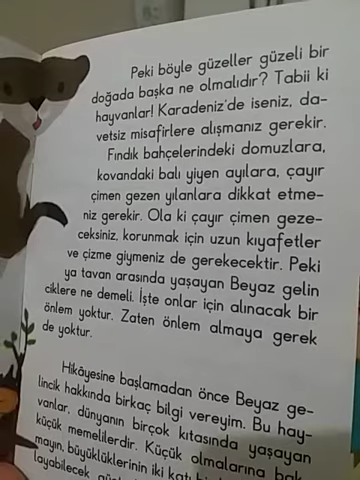 Peki böyle güzeller güzeli bir
doğada başka ne olmalıdır? Tabii ki
hayvanlar! Karadeniz'de iseniz, da-
vetsiz misafirlere alışmanız gerekir.
Fındık bahçelerindeki domuzlara,
kovandaki balı yiyen ayılara, çayır
çimen gezen yılanlara dikkat etme-
niz gerekir. Ola ki çayır çimen geze-
ceksiniz, korunmak için uzun kıyafetler
ve çizme giymeniz de gerekecektir. Peki
ya tavan arasında yaşayan Beyaz gelin
ciklere ne demeli. İşte onlar için alınacak bir
önlem yoktur. Zaten önlem almaya gerek
de yoktur.
Hikâyesine başlamadan önce Beyaz ge-
lincik hakkında birkaç bilgi vereyim. Bu hay-
vanlar, dünyanın birçok kıtasında yaşayan
küçük memelilerdir. Küçük olmalarına bak-
mayın, büyüklüklerinin iki katı
layabilecek